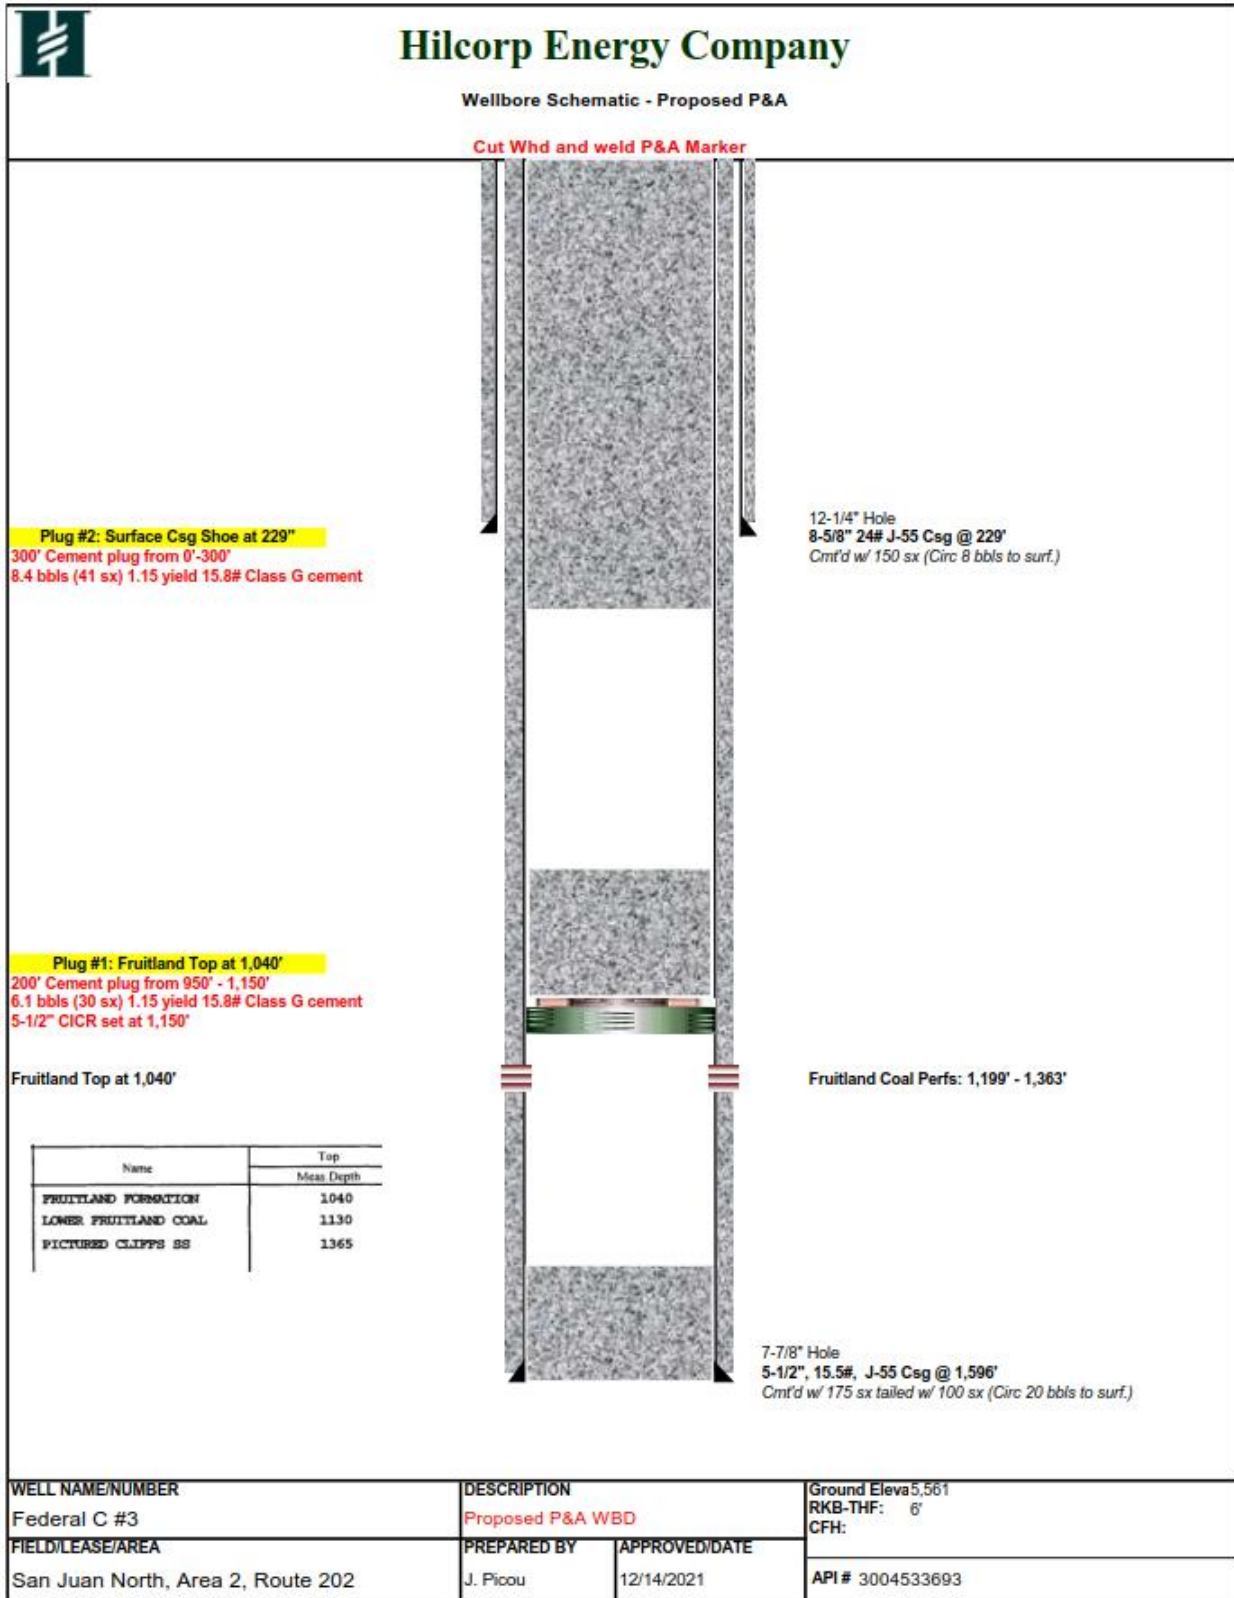 Hilcorp Energy Company
Wellbore Schematic - Proposed P&A
Cut Whd and weld P&A Marker
Plug #2: Surface Csg Shoe at 229"
300' Cement plug from 0'-300'
8.4 bbls (41 sx) 1.15 yield 15.8# Class G cement
12-1/4" Hole
8-5/8" 24# J-55 Csg @ 229'
Cmt'd w/ 150 sx (Circ 8 bbls to surf.)
Plug #1: Fruitland Top at 1,040'
200' Cement plug from 950' - 1,150'
6.1 bbls (30 sx) 1.15 yield 15.8# Class G cement
5-1/2" CICR set at 1,150'
Fruitland Top at 1,040'
Fruitland Coal Perfs: 1,199' - 1,363'
Name Top
Meas Depth
FRUITLAND FORMATION 1040
LOWER FRUITLAND COAL 1130
PICTURED CLIFFS SS 1365
7-7/8" Hole
5-1/2", 15.5#, J-55 Csg @ 1,596'
Cmt'd w/ 175 sx tailed w/ 100 sx (Circ 20 bbls to surf.)
WELL NAME/NUMBER
Federal C #3
DESCRIPTION
Proposed P&A WBD
Ground Eleva5,561
RKB-THF: 6'
CFH:
FIELD/LEASE/AREA
San Juan North, Area 2, Route 202
PREPARED BY
J. Picou
APPROVED/DATE
12/14/2021
API # 3004533693